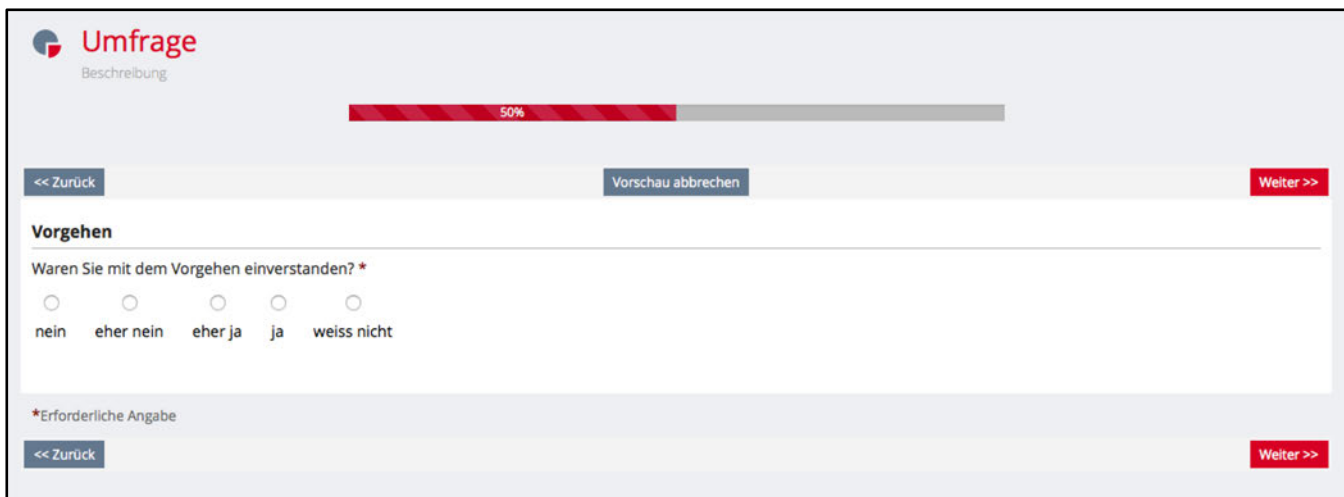 Umfrage
Beschreibung
50%
<< Zurück Vorschau abbrechen Weiter >>
Vorgehen
Waren Sie mit dem Vorgehen einverstanden? *
nein eher nein eher ja ja weiss nicht
*Erforderliche Angabe
<< Zurück Weiter >>